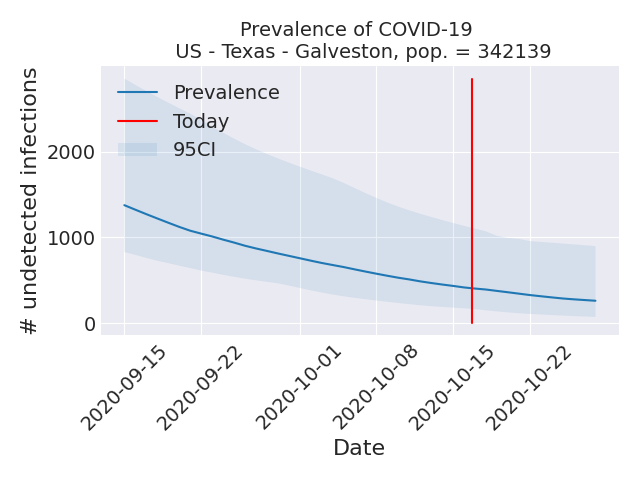 Prevalence of COVID-19
US - Texas - Galveston, pop. = 342139
# undetected infections
2000
1000
0
Prevalence
Today
95CI
2020-09-15
2020-09-22
2020-10-01
2020-10-08
2020-10-15
2020-10-22
Date